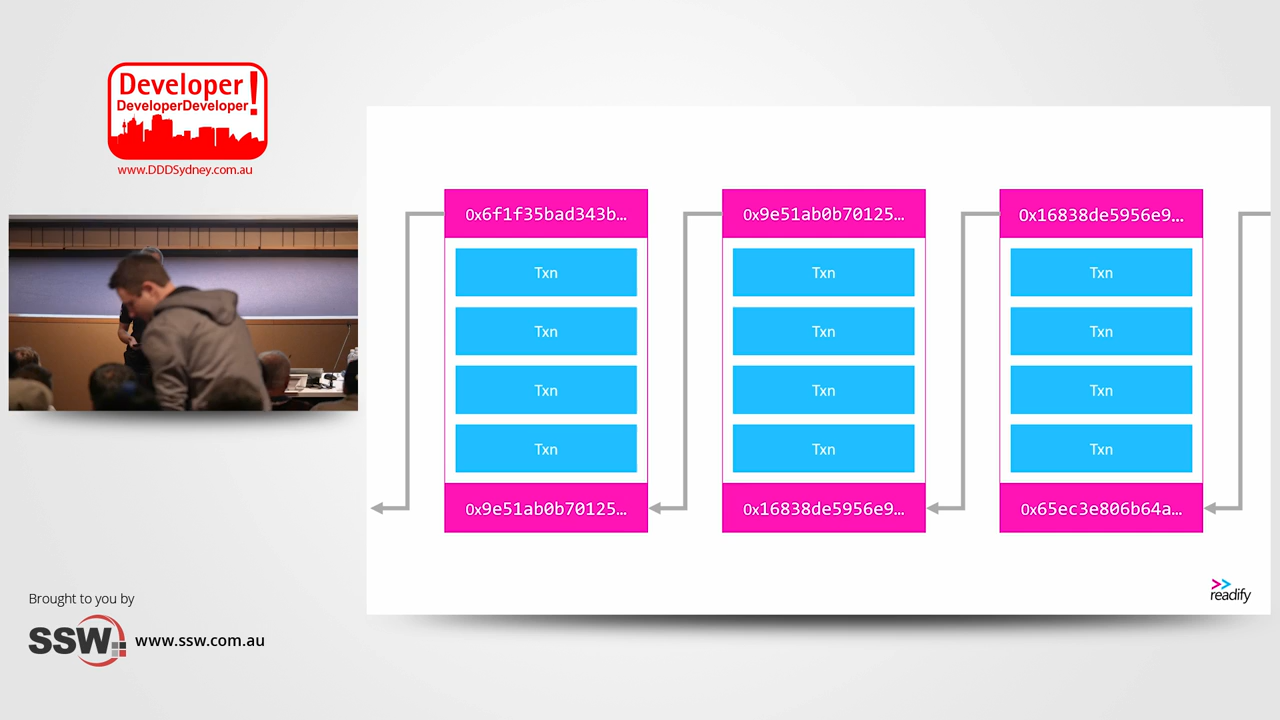 Developer!
DeveloperDeveloper
www.DDDSydney.com.au
0x6f1f35bad343b…
Txn
Txn
Txn
Txn
0x9e51ab0b70125…
0x9e51ab0b70125…
Txn
Txn
Txn
Txn
0x16838de5956e9…
0x16838de5956e9…
Txn
Txn
Txn
Txn
0x65ec3e806b64a…
readify
Brought to you by
SSW
www.ssw.com.au